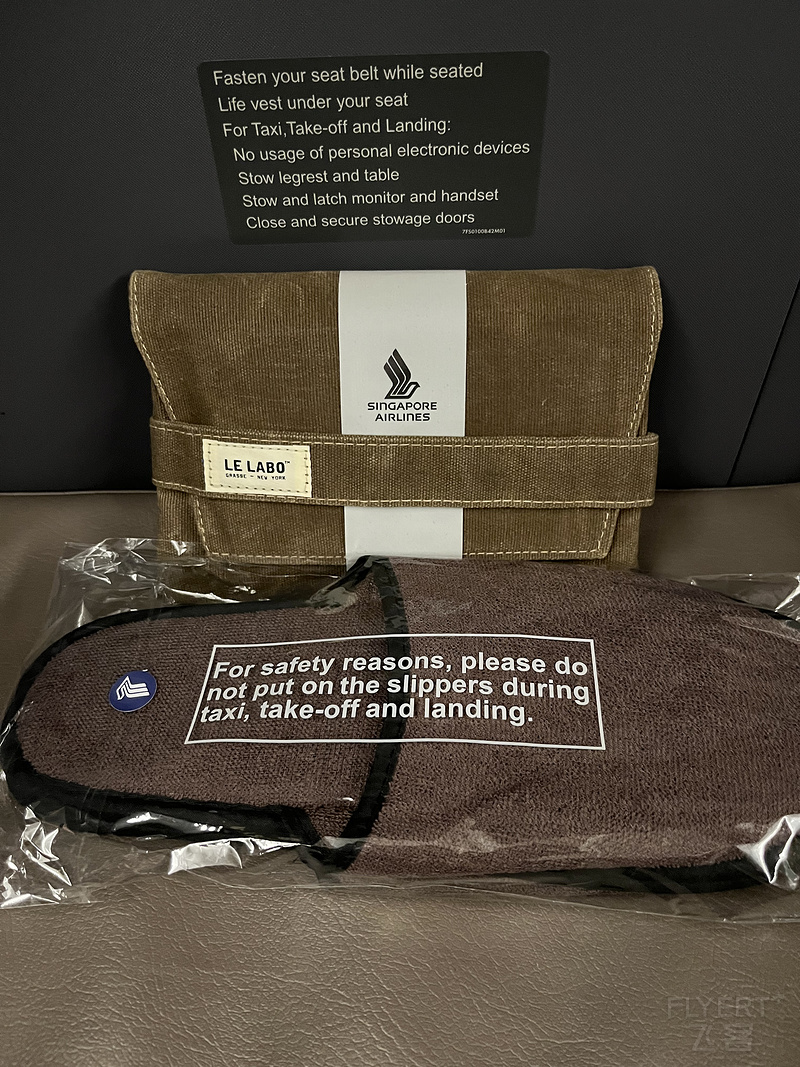 Fasten your seat belt while seated
Life vest under your seat
For Taxi,Take-off and Landing:
No usage of personal electronic devices
Stow legrest and table
Stow and latch monitor and handset
Close and secure stowage doors
7FS0100B42M01
SINGAPORE
AIRLINES
LE LABO™
GRASSE - NEW YORK
For safety reasons, please do
not put on the slippers during
taxi, take-off and landing.
FLYERT